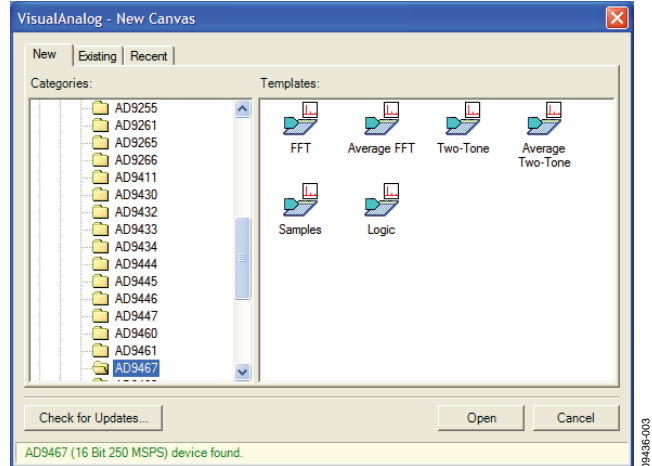 VisualAnalog - New Canvas
New
Existing
Recent
Categories:
AD9255
AD9261
AD9265
AD9266
AD9411
AD9430
AD9432
AD9433
AD9434
AD9444
AD9445
AD9446
AD9447
AD9460
AD9461
AD9467
Templates:
FFT
Average FFT
Two-Tone
Average
Two-Tone
Samples
Logic
Check for Updates...
Open
Cancel
AD9467 (16 Bit 250 MSPS) device found.